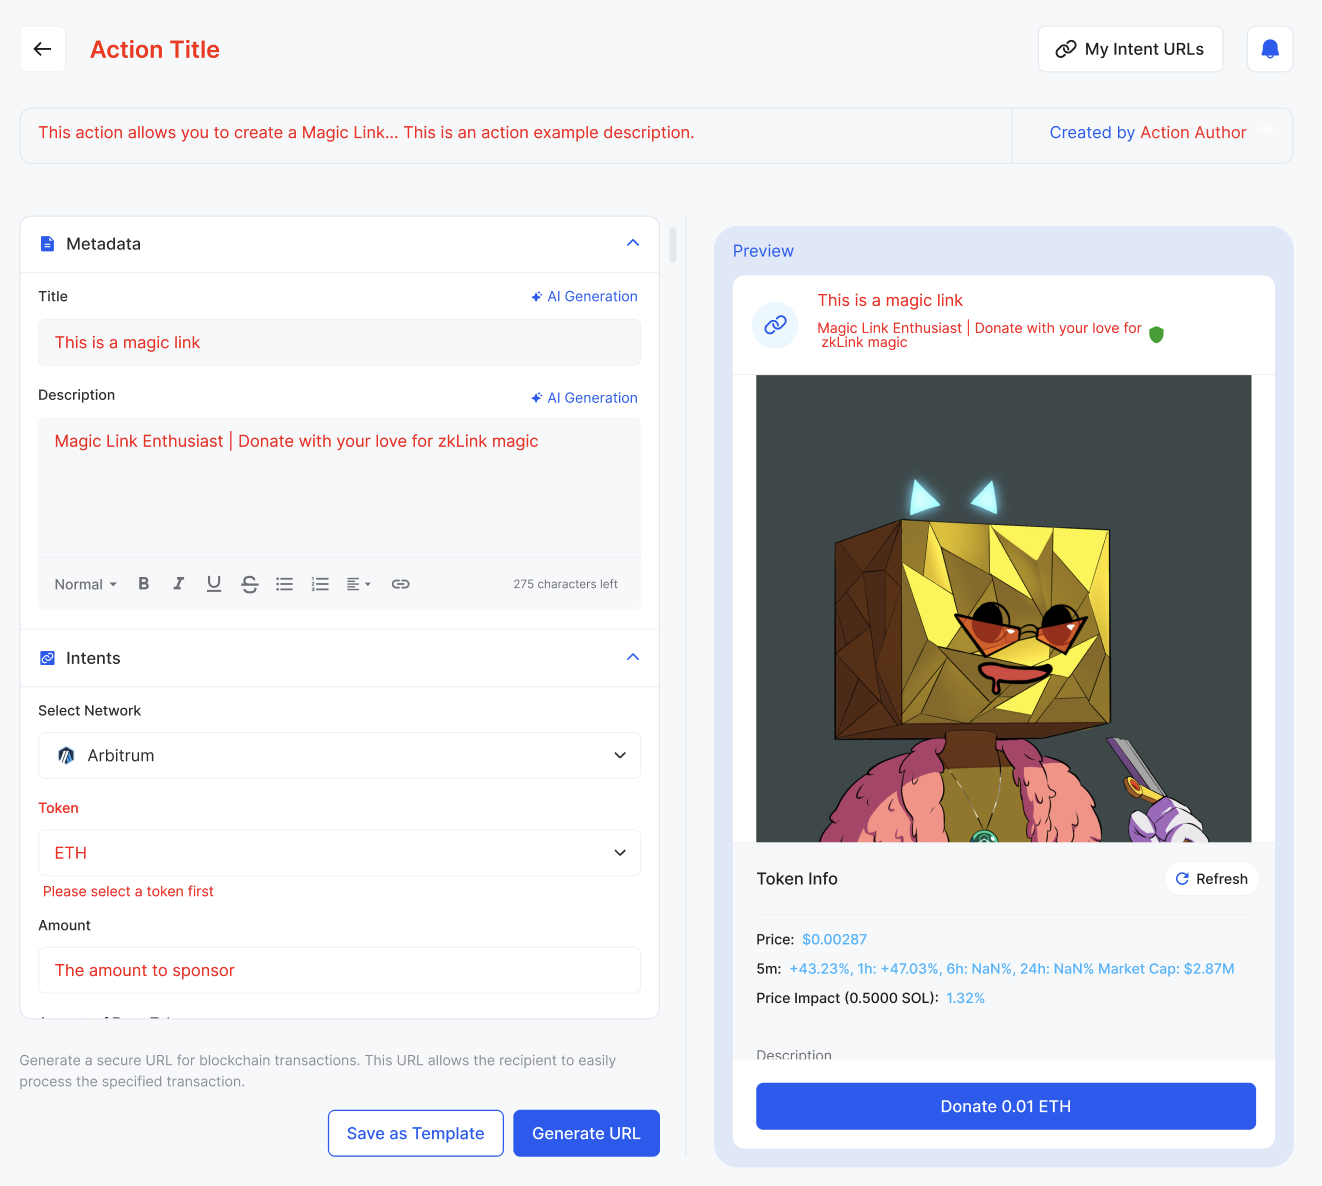 Action Title
My Intent URLs
This action allows you to create a Magic Link... This is an action example description.
Created by Action Author
Metadata
Title
AI Generation
This is a magic link
Description
AI Generation
Magic Link Enthusiast | Donate with your love for zkLink magic
Normal
B I U S
275 characters left
Intents
Select Network
Arbitrum
Token
ETH
Please select a token first
Amount
The amount to sponsor
Generate a secure URL for blockchain transactions. This URL allows the recipient to easily
process the specified transaction.
Save as Template
Generate URL
Preview
This is a magic link
Magic Link Enthusiast | Donate with your love for
zkLink magic
Token Info
Refresh
Price: $0.00287
5m: +43.23%, 1h: +47.03%, 6h: NaN%, 24h: NaN% Market Cap: $2.87M
Price Impact (0.5000 SOL): 1.32%
Description
Donate 0.01 ETH